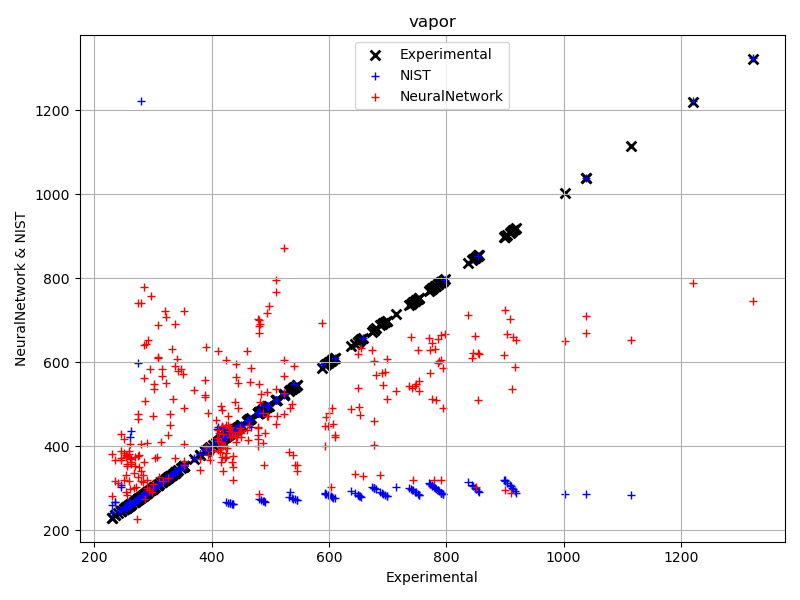 vapor
Experimental
NIST
NeuralNetwork
1200
1000
800
600
400
200
NeuralNetwork & NIST
200 400 600 800 1000 1200
Experimental